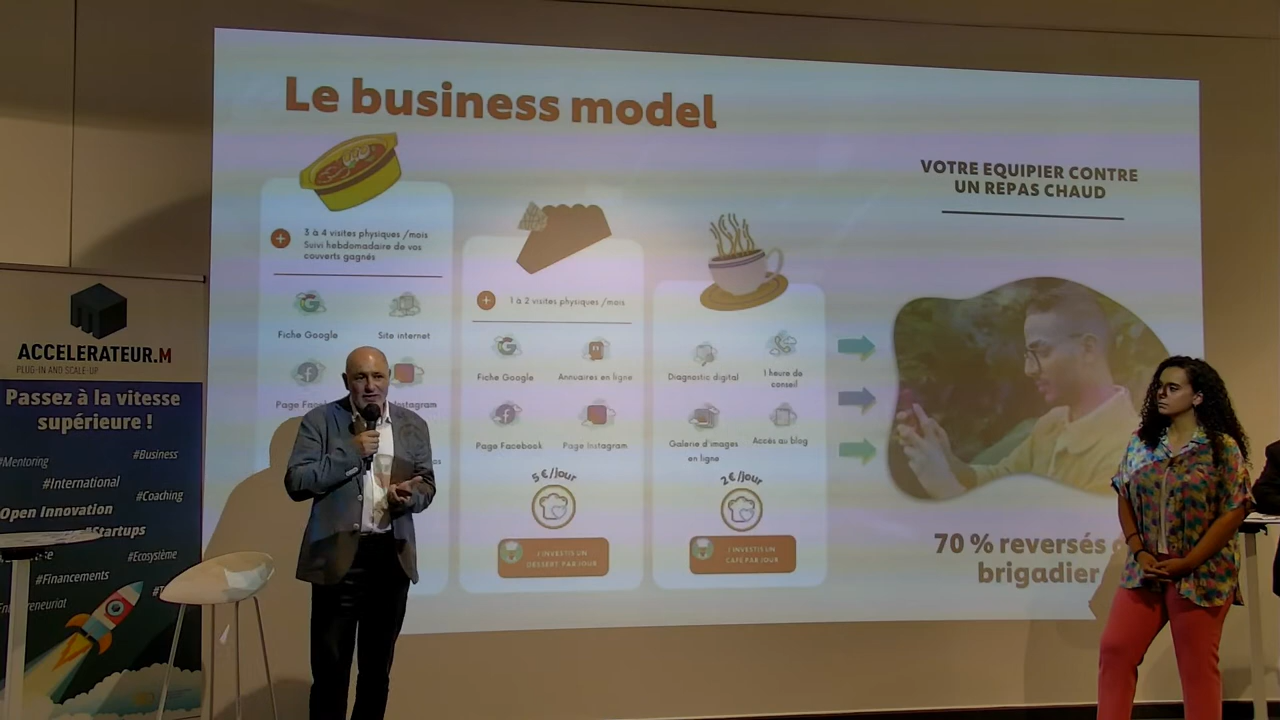 Le business model
VOTRE EQUIPIER CONTRE
UN REPAS CHAUD
3 à 4 visites physiques /mois
Suivi hebdomadaire de vos
couverts gagnés
Fiche Google
Site internet
Page
Instagram
1 à 2 visites physiques /mois
Fiche Google
Annuaires en ligne
Page Facebook
Page Instagram
5€/jour
J'INVESTIS UN
DESSERT PAR JOUR
Diagnostic digital
1 heure de
conseil
Galerie d'images
en ligne
Accès au blog
2€/jour
J'INVESTIS UN
CAFÉ PAR JOUR
70 % reversés
brigadier
ACCELERATEUR.M
PLUG-IN AND SCALE-UP
Passez à la vitesse
supérieure !
#Mentoring
#Business
#International
#Coaching
Open Innovation
#Startups
#Ecosystème
#Financements